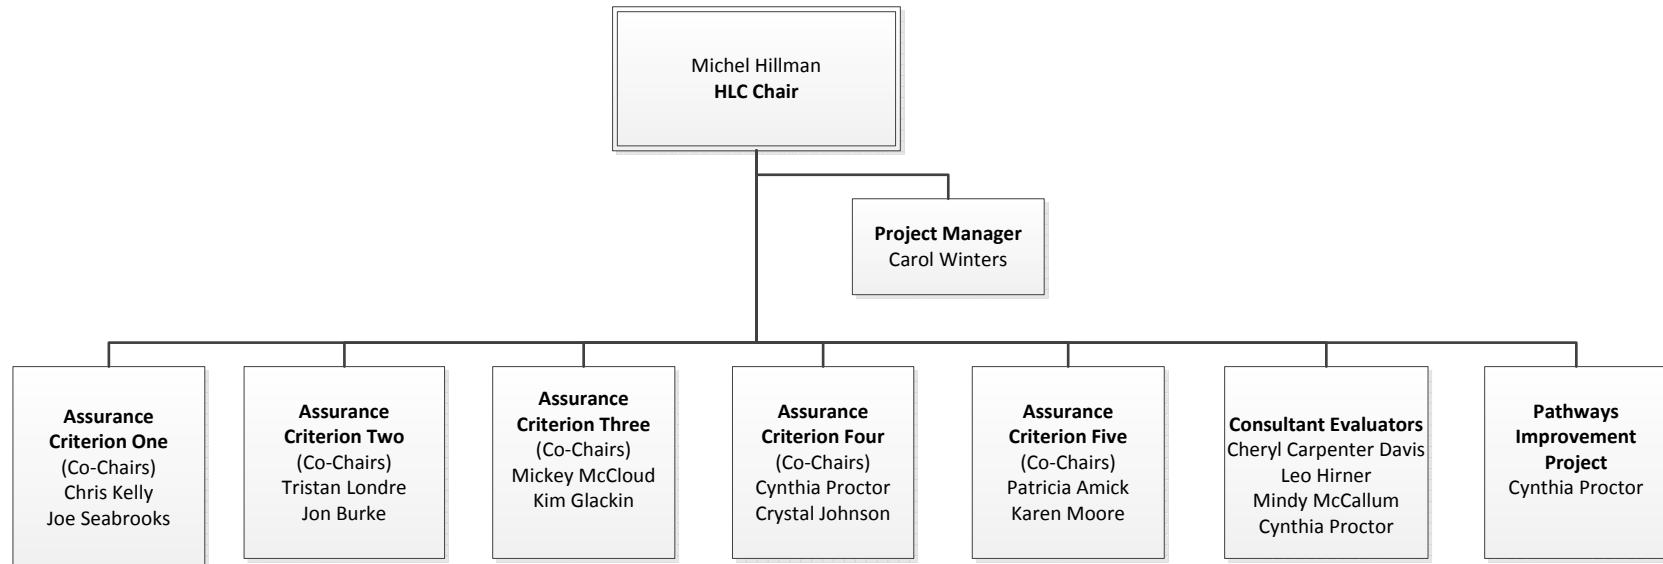 Michel Hillman
HLC Chair
Project Manager
Carol Winters
Assurance
Criterion One
(Co-Chairs)
Chris Kelly
Joe Seabrooks
Assurance
Criterion Two
(Co-Chairs)
Tristan Londre
Jon Burke
Assurance
Criterion Three
(Co-Chairs)
Mickey McCloud
Kim Glackin
Assurance
Criterion Four
(Co-Chairs)
Cynthia Proctor
Crystal Johnson
Assurance
Criterion Five
(Co-Chairs)
Patricia Amick
Karen Moore
Consultant Evaluators
Cheryl Carpenter Davis
Leo Hirner
Mindy McCallum
Cynthia Proctor
Pathways
Improvement
Project
Cynthia Proctor